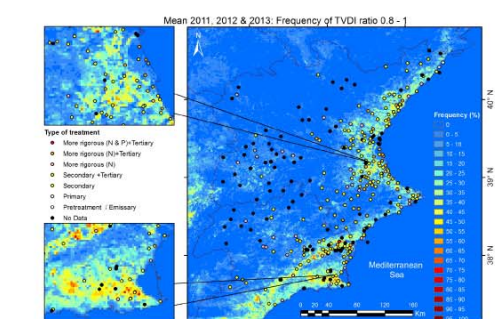 Mean 2011, 2012 & 2013: Frequency of TVDI ratio 0.8 - 1
N
Type of treatment
More rigorous (N & P)+Tertiary
More rigorous (N)+Tertiary
More rigorous (N)
Secondary +Tertiary
Secondary
Primary
Pretreatment / Emissary
No Data
Mediterranean
Sea
0 20 40 80 120 160
Km
40° N
39° N
38° N
Frequency (%)
0
0 - 5
5 - 10
10 - 15
15 - 20
20 - 25
25 - 30
30 - 35
35 - 40
40 - 45
45 - 50
50 - 55
55 - 60
60 - 65
65 - 70
70 - 75
75 - 80
80 - 85
85 - 90
90 - 95
95 - 100